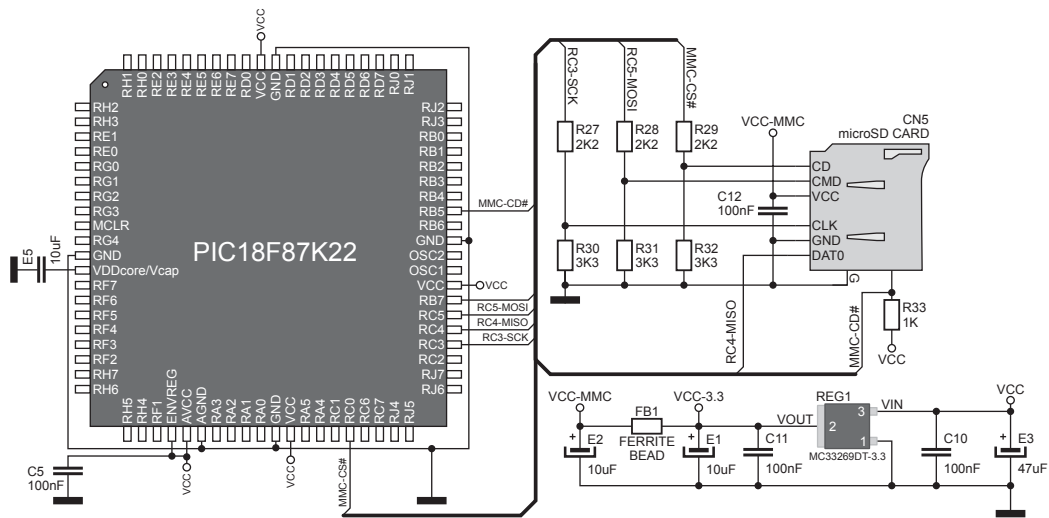 VCC
RH1 RH0 RE2 RE3 RE4 RE5 RE6 RE7 RD0 VCC GND RD1 RD2 RD3 RD4 RD5 RD6 RD7 RJ0 RJ1
RH2
RH3
RE1
RE0
RG0
RG1
RG2
RG3
MCLR
RG4
GND
VDDcore/Vcap
RF7
RF6
RF5
RF4
RF3
RF2
RH7
RH6
PIC18F87K22
RJ2
RJ3
RB0
RB1
RB2
RB3
RB4
RB5
RB6
GND
OSC2
OSC1
VCC
RB7
RC5
RC4
RC3
RC2
RJ7
RJ6
RH5 RH4 RF1 ENVREG AVCC AGND RA3 RA2 RA1 RA0 GND VCC RA5 RA4 RC1 RC0 RC6 RC7 RJ4 RJ5
E5
10uF
C5
100nF
VCC
VCC
MMC-CS#
MMC-CD#
VCC
RC5-MOSI
RC4-MISO
RC3-SCK
RC3-SCK
RC5-MOSI
MMC-CS#
R27
2K2
R28
2K2
R29
2K2
R30
3K3
R31
3K3
R32
3K3
VCC-MMC
C12
100nF
CN5
microSD CARD
CD
CMD
VCC
CLK
GND
DAT0
G
RC4-MISO
MMC-CD#
R33
1K
VCC
VCC-MMC
E2
10uF
FB1
FERRITE
BEAD
VCC-3.3
E1
10uF
C11
100nF
VOUT
REG1
3
2
1
MC33269DT-3.3
VIN
C10
100nF
VCC
E3
47uF
+
+
+